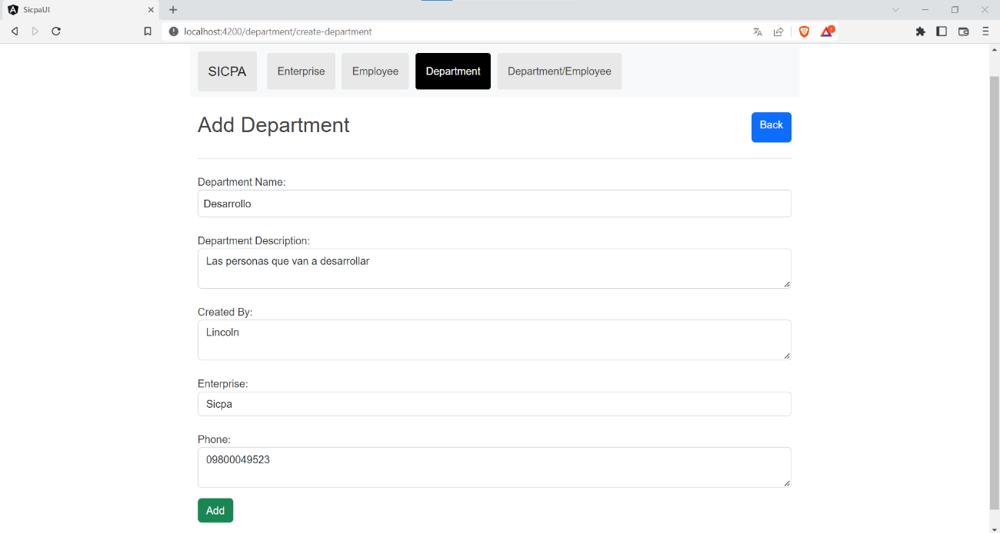 SicpaUI
localhost:4200/department/create-department
SICPA Enterprise Employee Department Department/Employee
Add Department
Back
Department Name:
Desarrollo
Department Description:
Las personas que van a desarrollar
Created By:
Lincoln
Enterprise:
Sicpa
Phone:
09800049523
Add